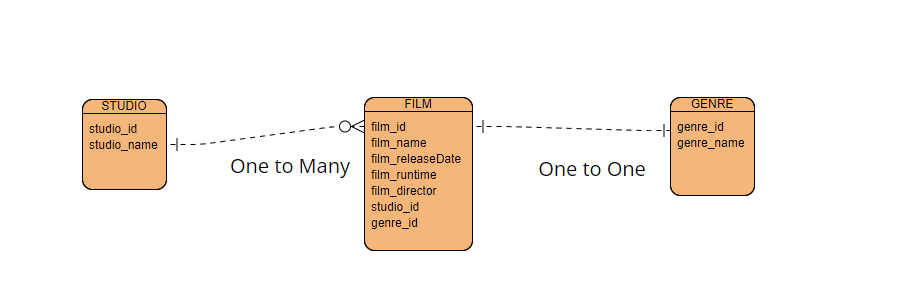 STUDIO
studio_id
studio_name
One to Many
FILM
film_id
film_name
film_releaseDate
film_runtime
film_director
studio_id
genre_id
One to One
GENRE
genre_id
genre_name